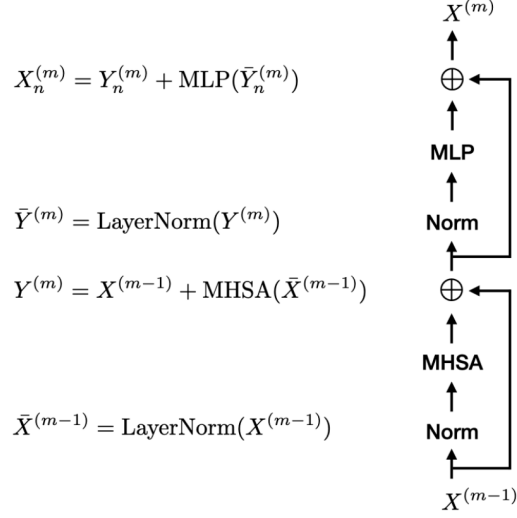 X^{(m)}
X_n^{(m)} = Y_n^{(m)} + MLP(\bar{Y}_n^{(m)})
⊕
MLP
\bar{Y}^{(m)} = LayerNorm(Y^{(m)})
Norm
Y^{(m)} = X^{(m-1)} + MHSA(\bar{X}^{(m-1)})
⊕
MHSA
\bar{X}^{(m-1)} = LayerNorm(X^{(m-1)})
Norm
X^{(m-1)}